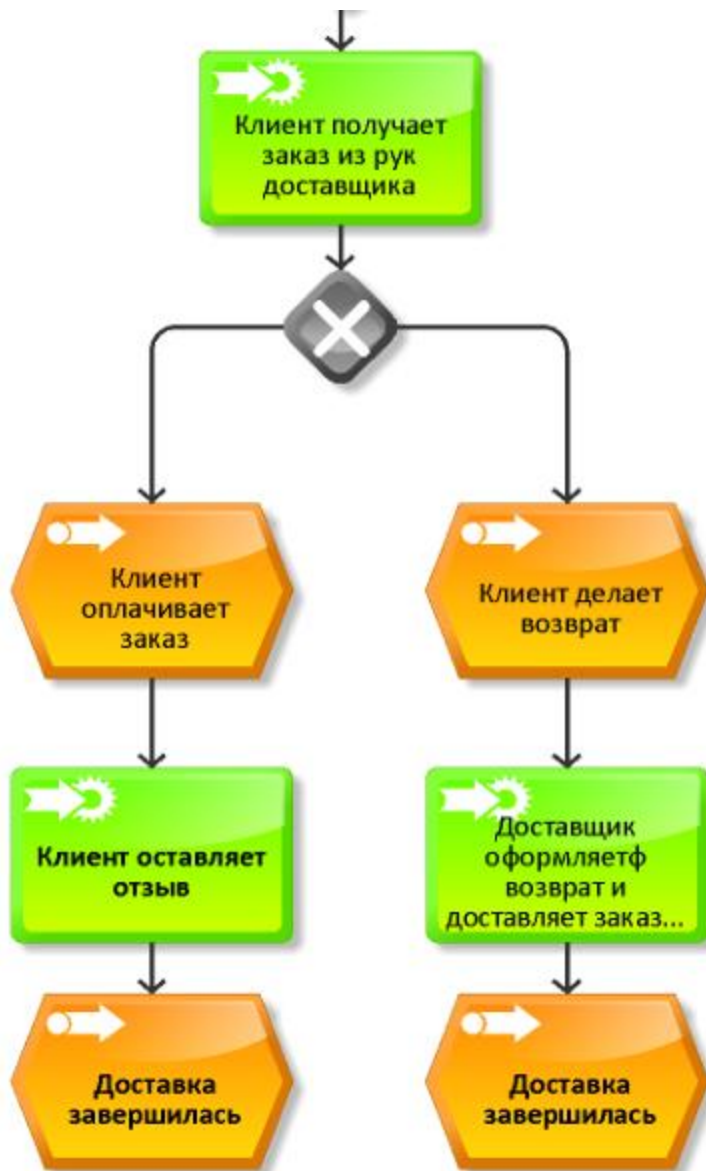 Клиент получает
заказ из рук
доставщика
Клиент
оплачивает
заказ
Клиент делает
возврат
Клиент оставляет
отзыв
Доставщик
оформляетф
возврат и
доставляет заказ...
Доставка
завершилась
Доставка
завершилась